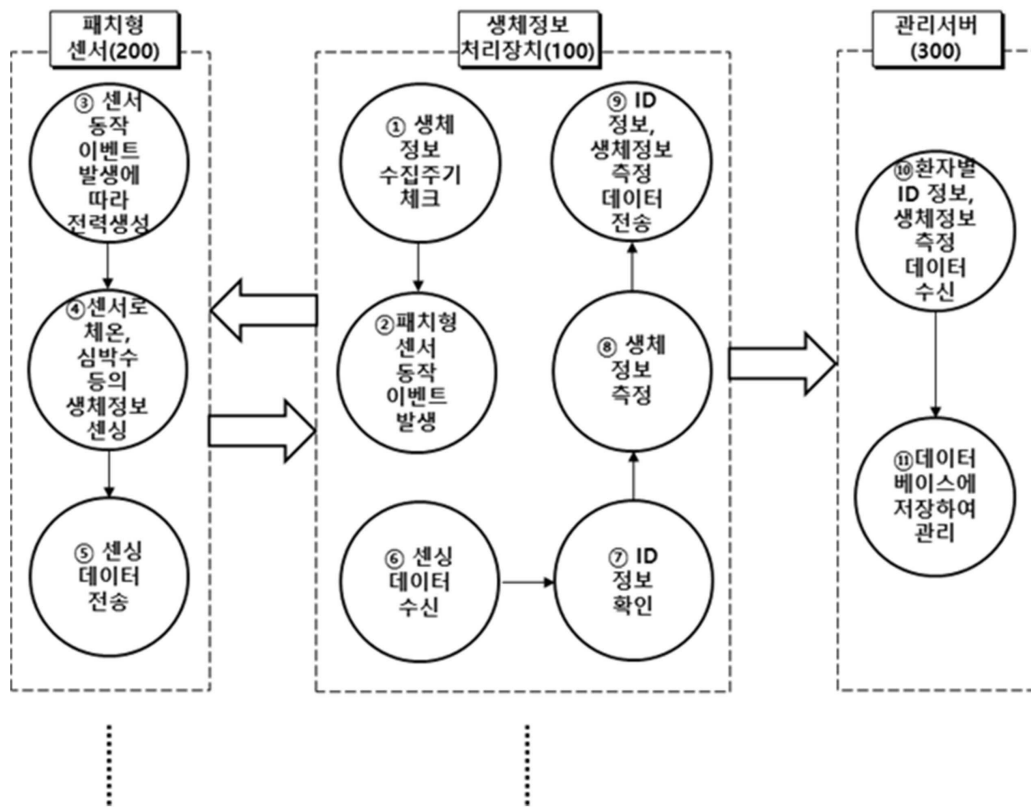 패치형
센서(200)
③ 센서
동작
이벤트
발생에
따라
전력생성
④센서로
체온,
심박수
등의
생체정보
센싱
⑤ 센싱
데이터
전송
생체정보
처리장치(100)
① 생체
정보
수집주기
체크
②패치형
센서
동작
이벤트
발생
⑥ 센싱
데이터
수신
⑦ ID
정보
확인
⑧ 생체
정보
측정
⑨ ID
정보,
생체정보
측정
데이터
전송
관리서버
(300)
⑩환자별
ID 정보,
생체정보
측정
데이터
수신
⑪데이터
베이스에
저장하여
관리